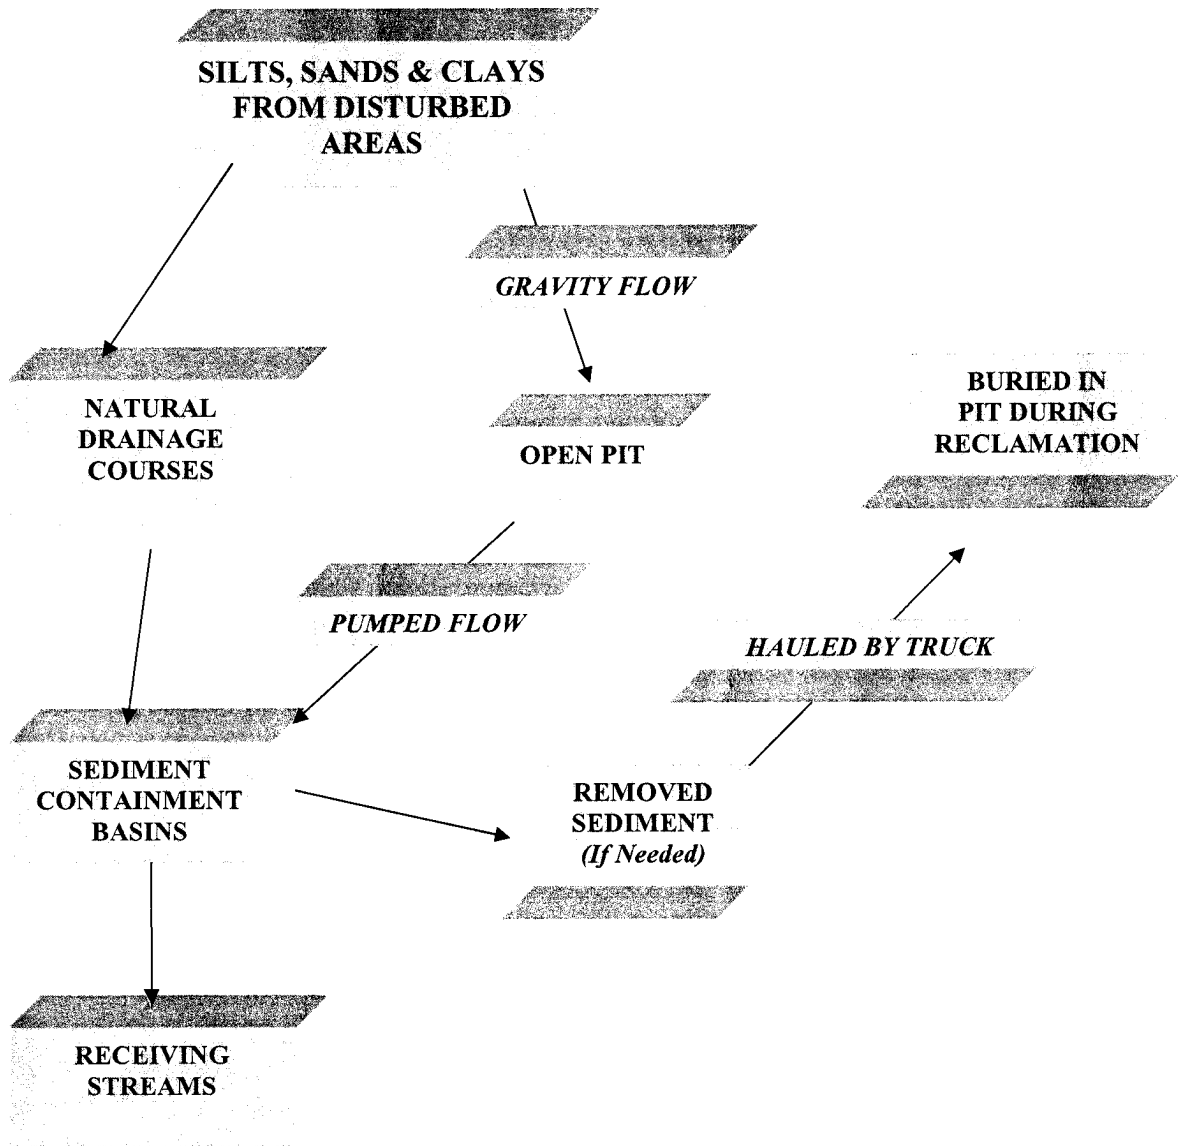 SILTS, SANDS & CLAYS
FROM DISTURBED
AREAS
GRAVITY FLOW
NATURAL
DRAINAGE
COURSES
OPEN PIT
BURIED IN
PIT DURING
RECLAMATION
PUMPED FLOW
HAULED BY TRUCK
SEDIMENT
CONTAINMENT
BASINS
REMOVED
SEDIMENT
(If Needed)
RECEIVING
STREAMS